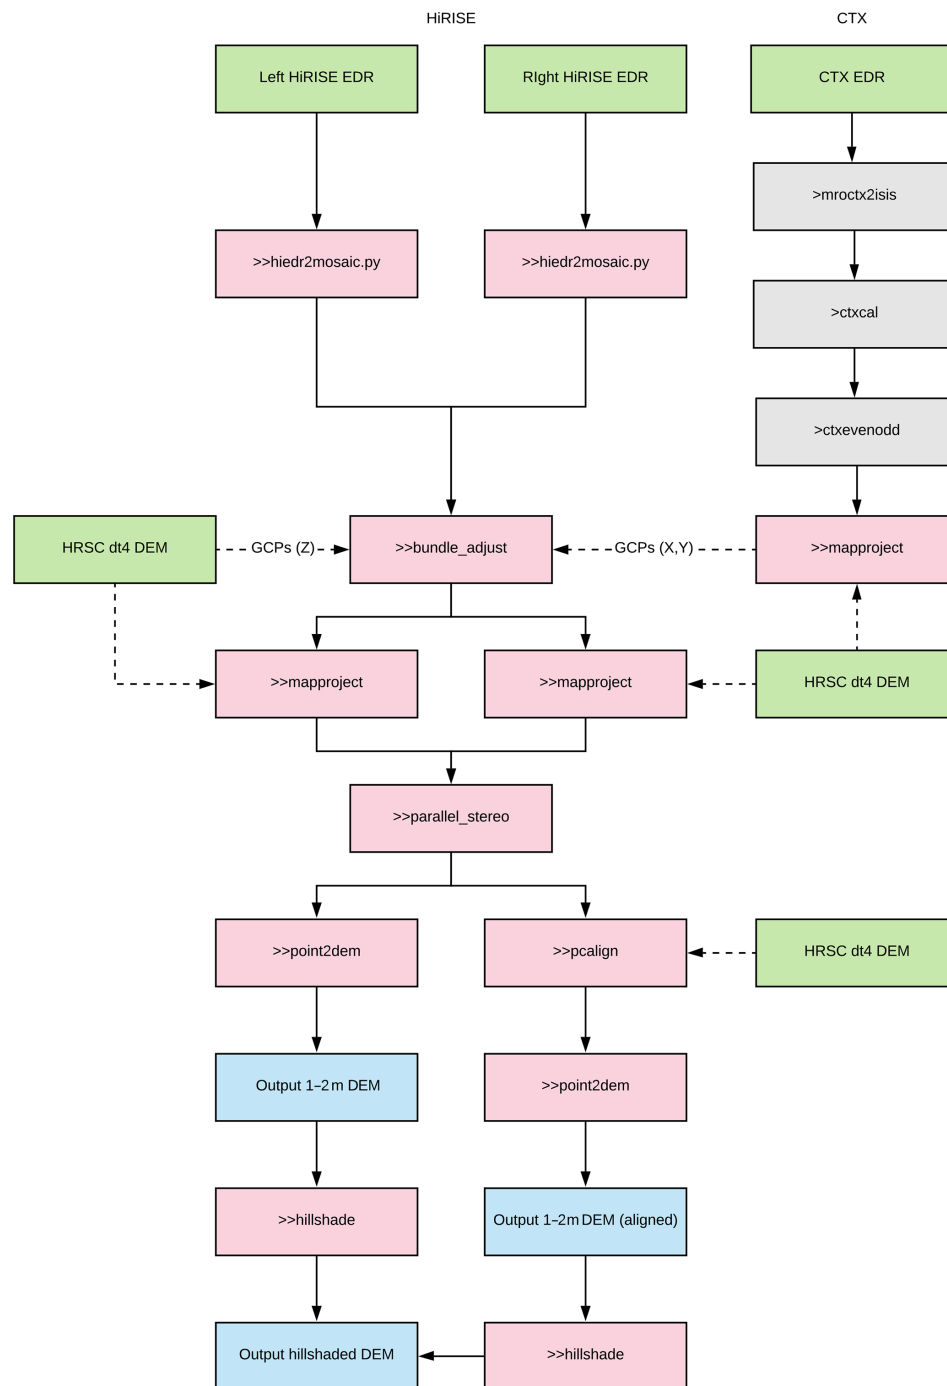 HiRISE
CTX
Left HiRISE EDR
RIght HiRISE EDR
CTX EDR
>mroctx2isis
>>hiedr2mosaic.py
>>hiedr2mosaic.py
>ctxcal
>ctxevenodd
HRSC dt4 DEM
GCPs (Z)
>>bundle_adjust
GCPs (X,Y)
>>mapproject
>>mapproject
>>mapproject
HRSC dt4 DEM
>>parallel_stereo
>>point2dem
>>pcalign
HRSC dt4 DEM
Output 1–2m DEM
>>point2dem
>>hillshade
Output 1–2m DEM (aligned)
Output hillshaded DEM
>>hillshade